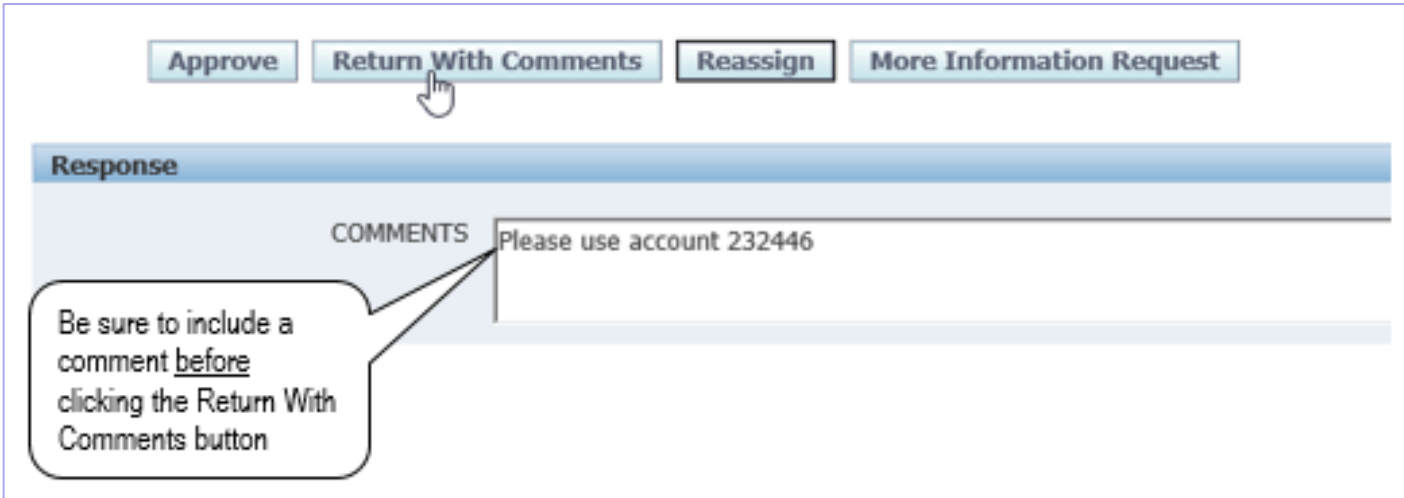 Approve Return With Comments Reassign More Information Request
Response
COMMENTS Please use account 232446
Be sure to include a
comment before
clicking the Return With
Comments button